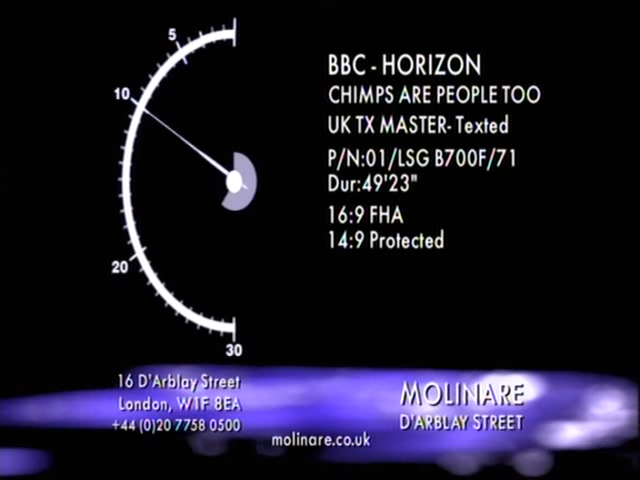 5
10
20
30
BBC - HORIZON
CHIMPS ARE PEOPLE TOO
UK TX MASTER- Texted
P/N:01/LSG B700F/71
Dur:49'23"
16:9 FHA
14:9 Protected
16 D'Arblay Street
London, W1F 8EA
+44 (0)20 7758 0500
molinare.co.uk
MOLINARE
D'ARBLAY STREET